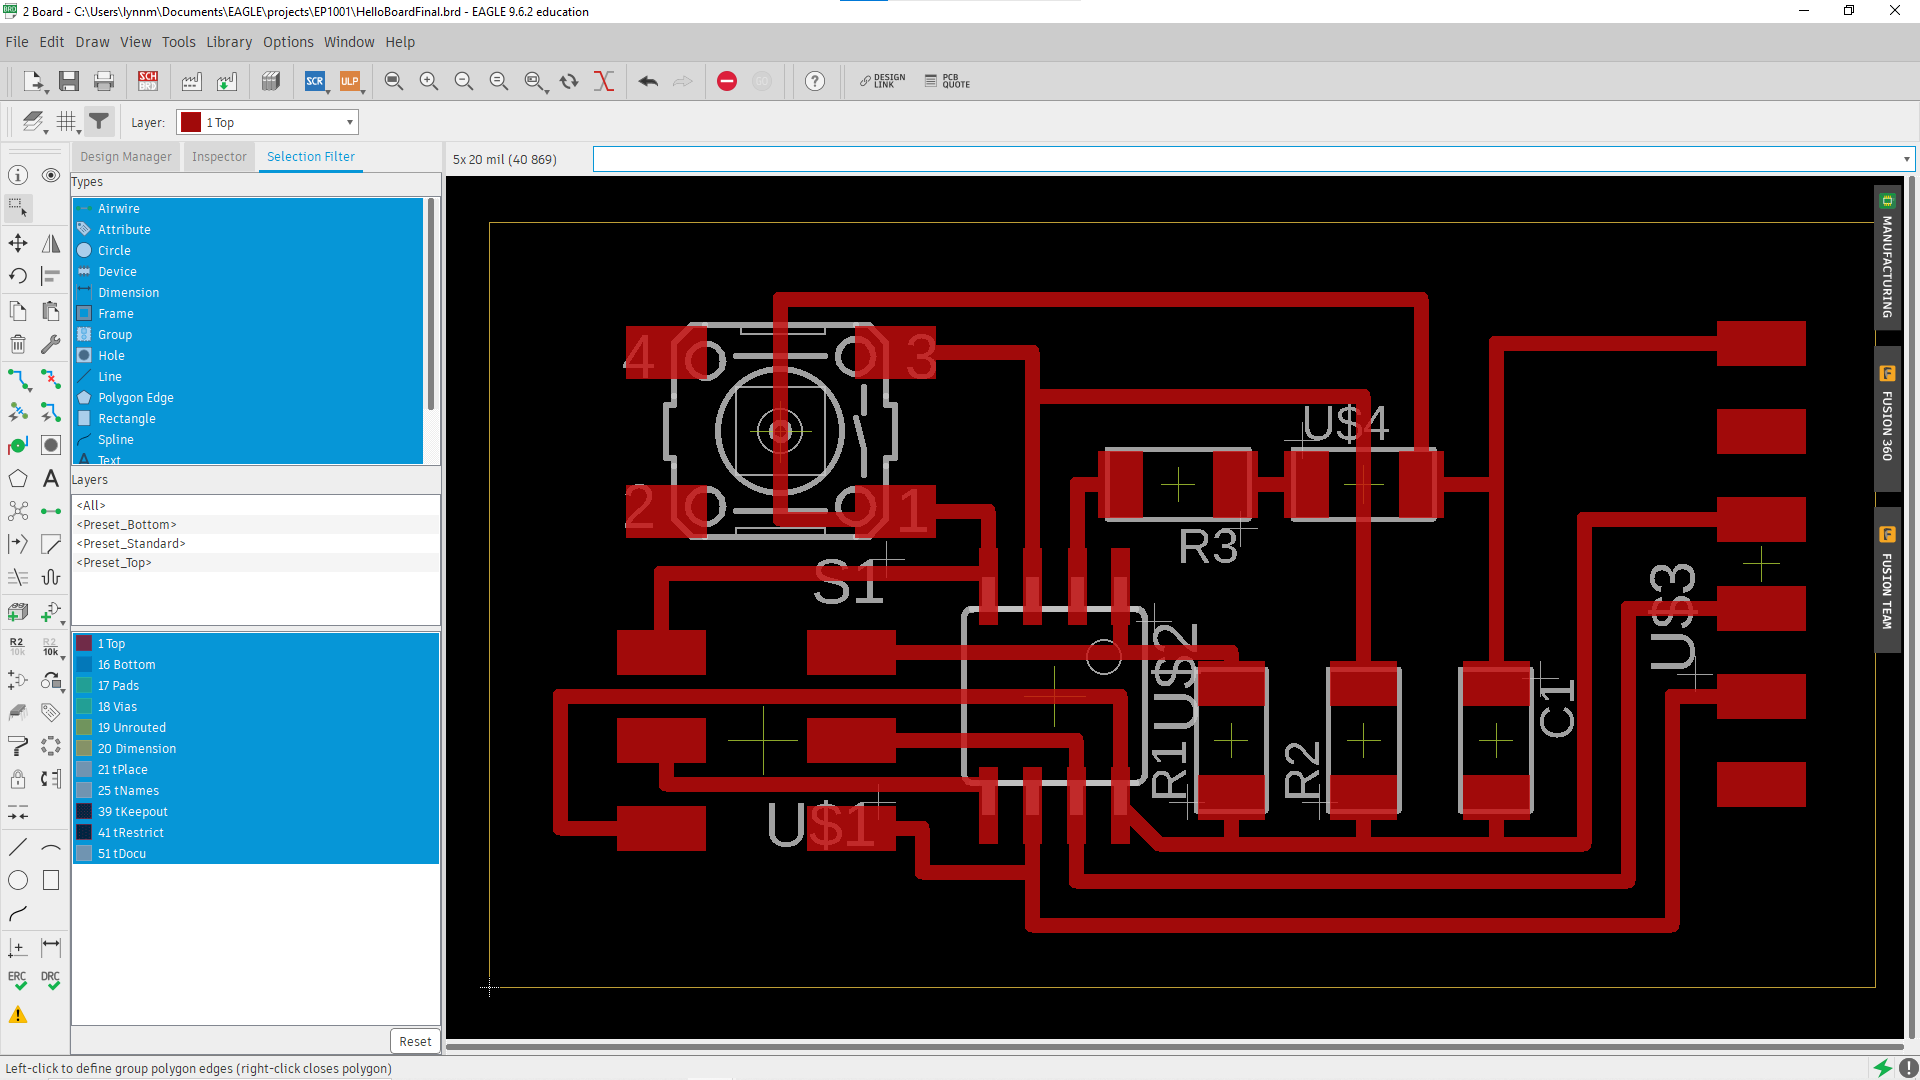 2 Board - C:\Users\lynnm\Documents\EAGLE\projects\EP1001\HelloBoardFinal.brd - EAGLE 9.6.2 education
File Edit Draw View Tools Library Options Window Help
SCH BRD SCR ULP GO DESIGN LINK PCB QUOTE
Layer: 1 Top
Design Manager Inspector Selection Filter
5x 20 mil (40 869)
Types
Airwire
Attribute
Circle
Device
Dimension
Frame
Group
Hole
Line
Polygon Edge
Rectangle
Spline
Text
Layers
<All>
<Preset_Bottom>
<Preset_Standard>
<Preset_Top>
1 Top
16 Bottom
17 Pads
18 Vias
19 Unrouted
20 Dimension
21 tPlace
25 tNames
39 tKeepout
41 tRestrict
51 tDocu
Reset
R2 R2
10k 10k
ERC DRC
4 3
2 1
S1
U$4
R3
U$2
R1
R2
C1
U$3
U$1
MANUFACTURING
FUSION 360
FUSION TEAM
Left-click to define group polygon edges (right-click closes polygon)